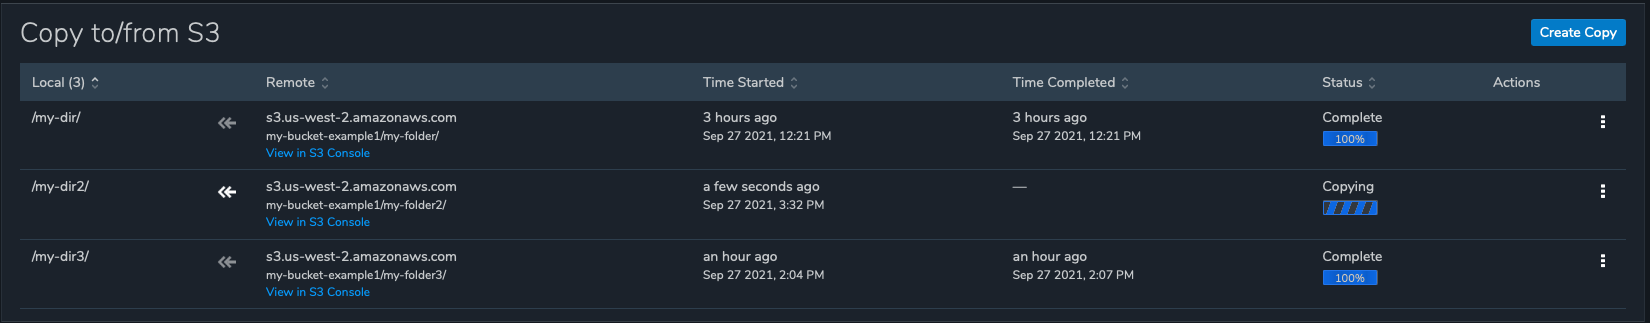 Copy to/from S3
Create Copy
Local (3) Remote Time Started Time Completed Status Actions
/my-dir/ s3.us-west-2.amazonaws.com 3 hours ago 3 hours ago Complete
my-bucket-example1/my-folder/ Sep 27 2021, 12:21 PM Sep 27 2021, 12:21 PM 100%
View in S3 Console
/my-dir2/ s3.us-west-2.amazonaws.com a few seconds ago — Copying
my-bucket-example1/my-folder2/ Sep 27 2021, 3:32 PM
View in S3 Console
/my-dir3/ s3.us-west-2.amazonaws.com an hour ago an hour ago Complete
my-bucket-example1/my-folder3/ Sep 27 2021, 2:04 PM Sep 27 2021, 2:07 PM 100%
View in S3 Console